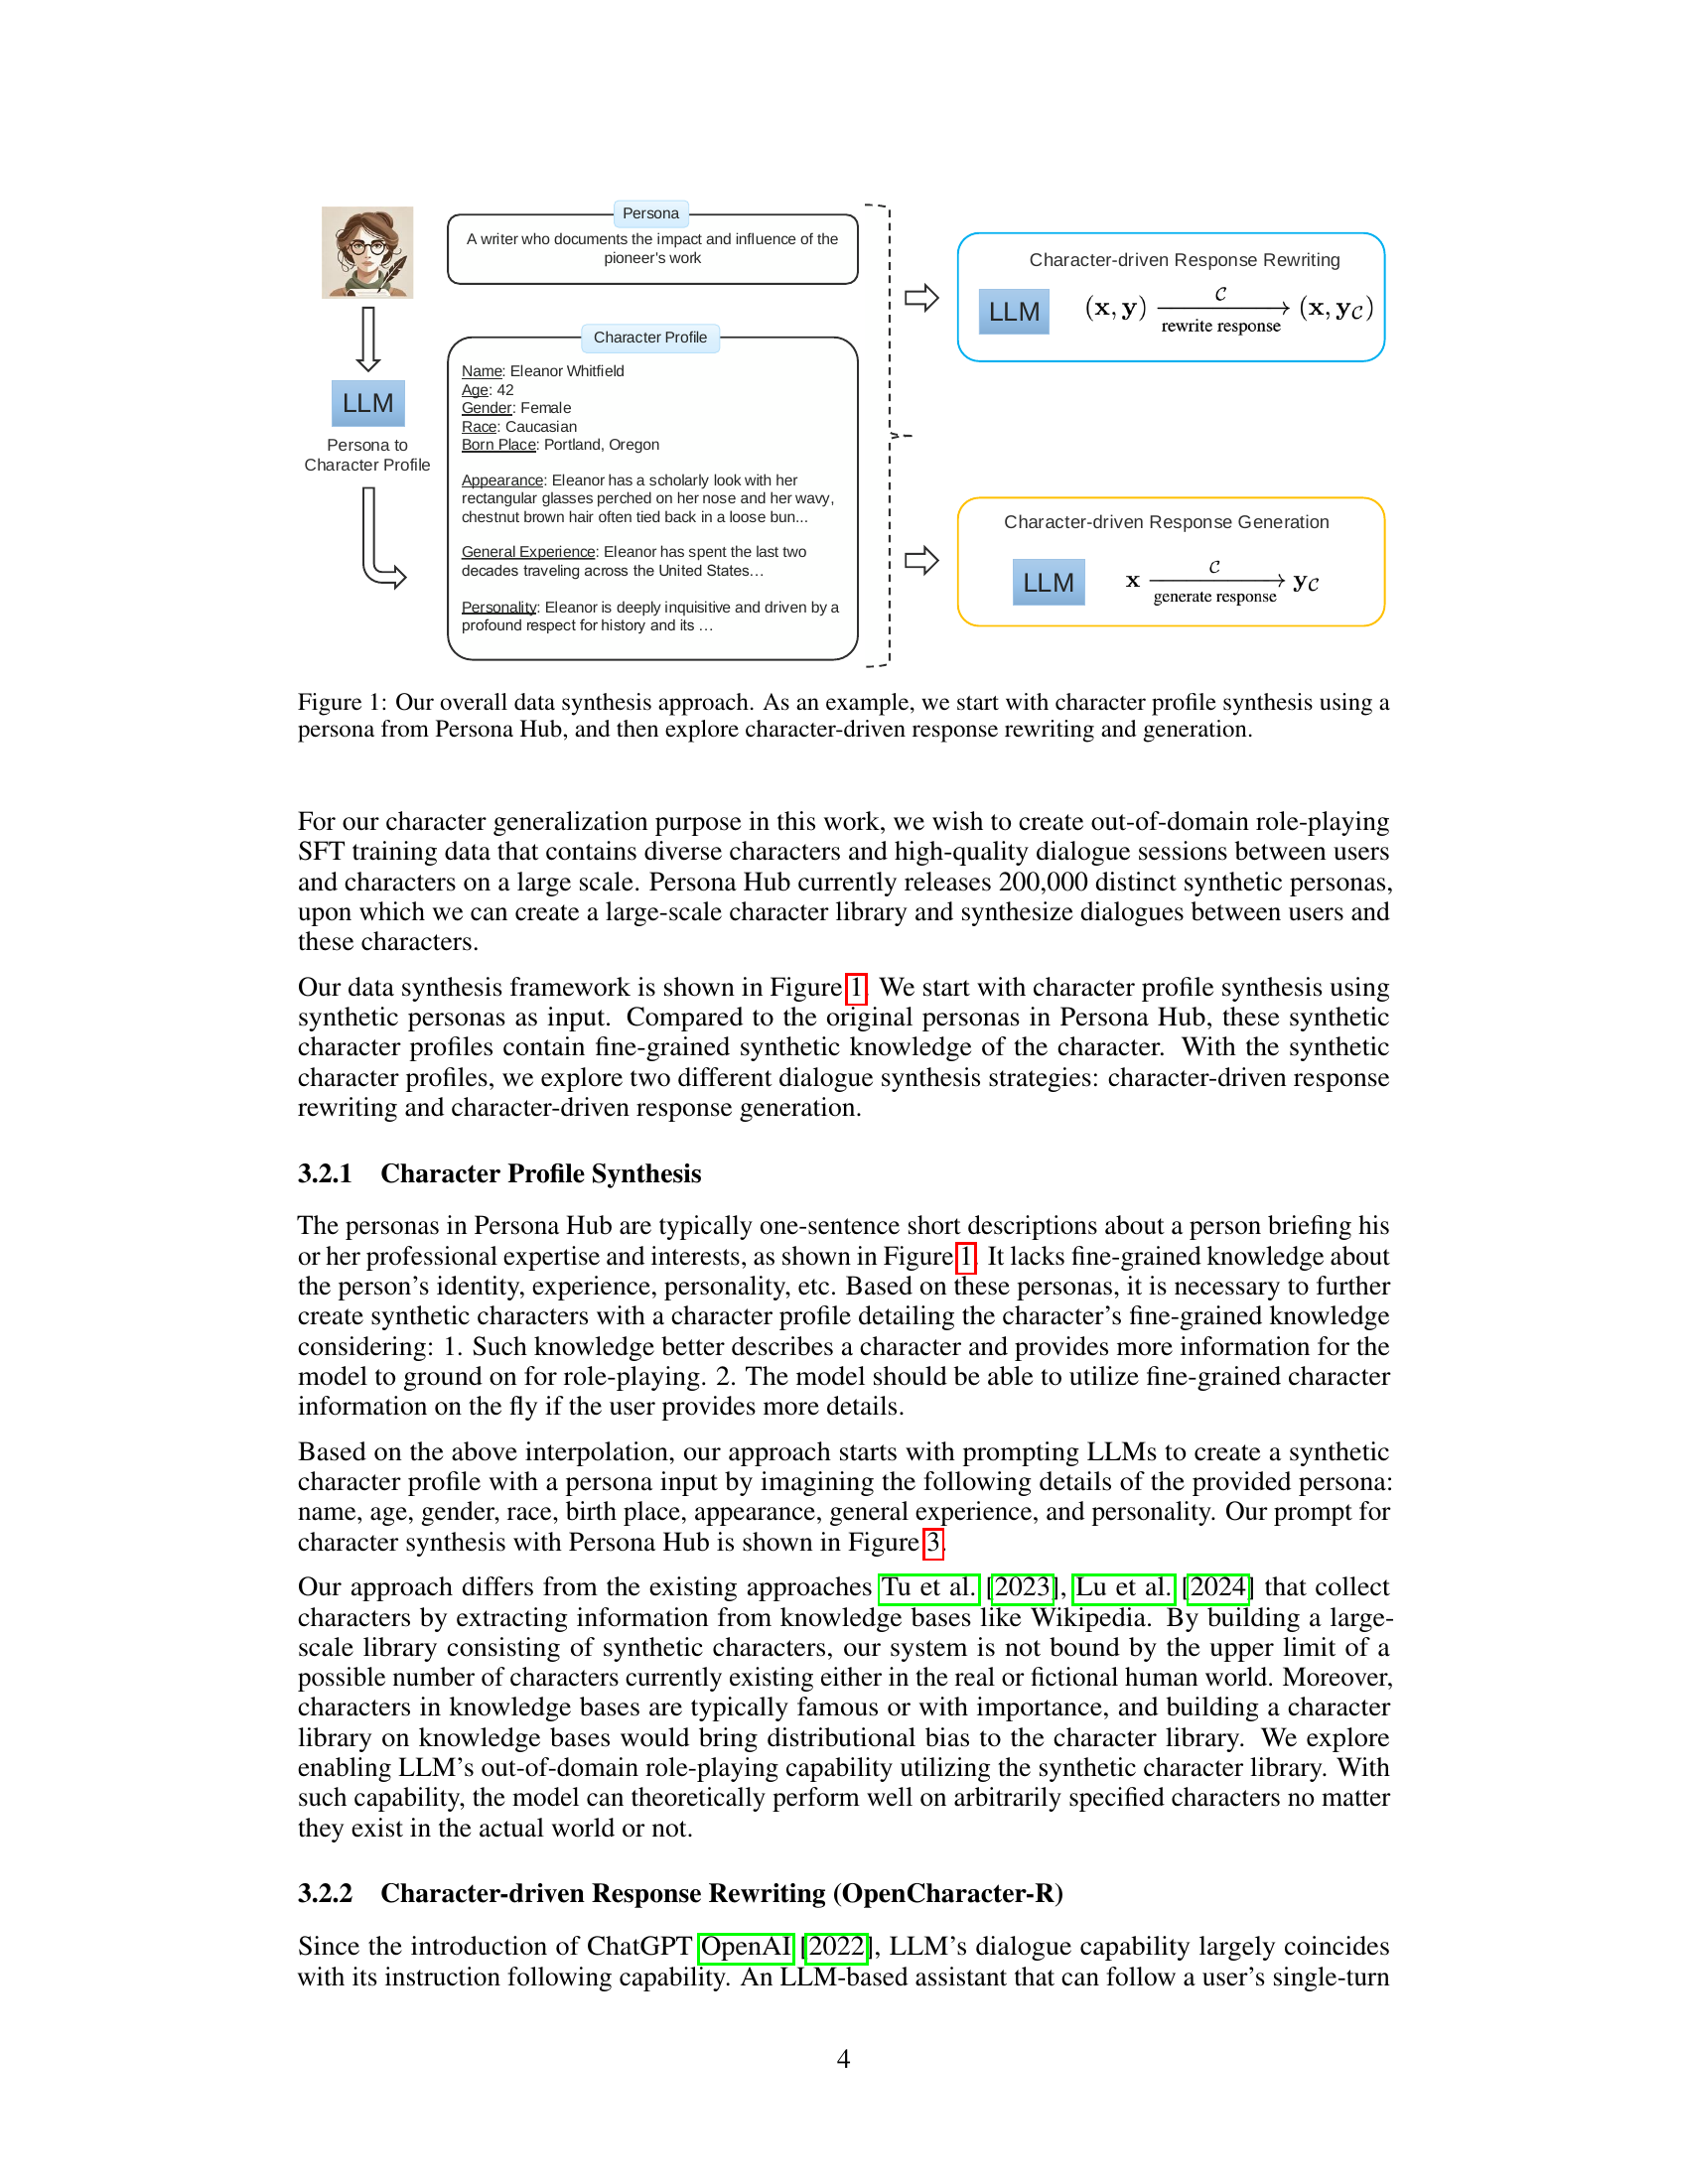 Persona
A writer who documents the impact and influence of the
pioneer's work
LLM
Persona to
Character Profile
Character Profile
Name: Eleanor Whitfield
Age: 42
Gender: Female
Race: Caucasian
Born Place: Portland, Oregon
Appearance: Eleanor has a scholarly look with her
rectangular glasses perched on her nose and her wavy,
chestnut brown hair often tied back in a loose bun...
General Experience: Eleanor has spent the last two
decades traveling across the United States…
Personality: Eleanor is deeply inquisitive and driven by a
profound respect for history and its …
Character-driven Response Rewriting
LLM (x, y) C rewrite response (x, y_C)
Character-driven Response Generation
LLM x C generate response y_C
Figure 1: Our overall data synthesis approach. As an example, we start with character profile synthesis using a
persona from Persona Hub, and then explore character-driven response rewriting and generation.
For our character generalization purpose in this work, we wish to create out-of-domain role-playing
SFT training data that contains diverse characters and high-quality dialogue sessions between users
and characters on a large scale. Persona Hub currently releases 200,000 distinct synthetic personas,
upon which we can create a large-scale character library and synthesize dialogues between users and
these characters.
Our data synthesis framework is shown in Figure 1. We start with character profile synthesis using
synthetic personas as input. Compared to the original personas in Persona Hub, these synthetic
character profiles contain fine-grained synthetic knowledge of the character. With the synthetic
character profiles, we explore two different dialogue synthesis strategies: character-driven response
rewriting and character-driven response generation.
3.2.1 Character Profile Synthesis
The personas in Persona Hub are typically one-sentence short descriptions about a person briefing his
or her professional expertise and interests, as shown in Figure 1. It lacks fine-grained knowledge about
the person's identity, experience, personality, etc. Based on these personas, it is necessary to further
create synthetic characters with a character profile detailing the character's fine-grained knowledge
considering: 1. Such knowledge better describes a character and provides more information for the
model to ground on for role-playing. 2. The model should be able to utilize fine-grained character
information on the fly if the user provides more details.
Based on the above interpolation, our approach starts with prompting LLMs to create a synthetic
character profile with a persona input by imagining the following details of the provided persona:
name, age, gender, race, birth place, appearance, general experience, and personality. Our prompt for
character synthesis with Persona Hub is shown in Figure 3.
Our approach differs from the existing approaches Tu et al. [2023], Lu et al. [2024] that collect
characters by extracting information from knowledge bases like Wikipedia. By building a large-
scale library consisting of synthetic characters, our system is not bound by the upper limit of a
possible number of characters currently existing either in the real or fictional human world. Moreover,
characters in knowledge bases are typically famous or with importance, and building a character
library on knowledge bases would bring distributional bias to the character library. We explore
enabling LLM's out-of-domain role-playing capability utilizing the synthetic character library. With
such capability, the model can theoretically perform well on arbitrarily specified characters no matter
they exist in the actual world or not.
3.2.2 Character-driven Response Rewriting (OpenCharacter-R)
Since the introduction of ChatGPT OpenAI [2022], LLM's dialogue capability largely coincides
with its instruction following capability. An LLM-based assistant that can follow a user's single-turn
4